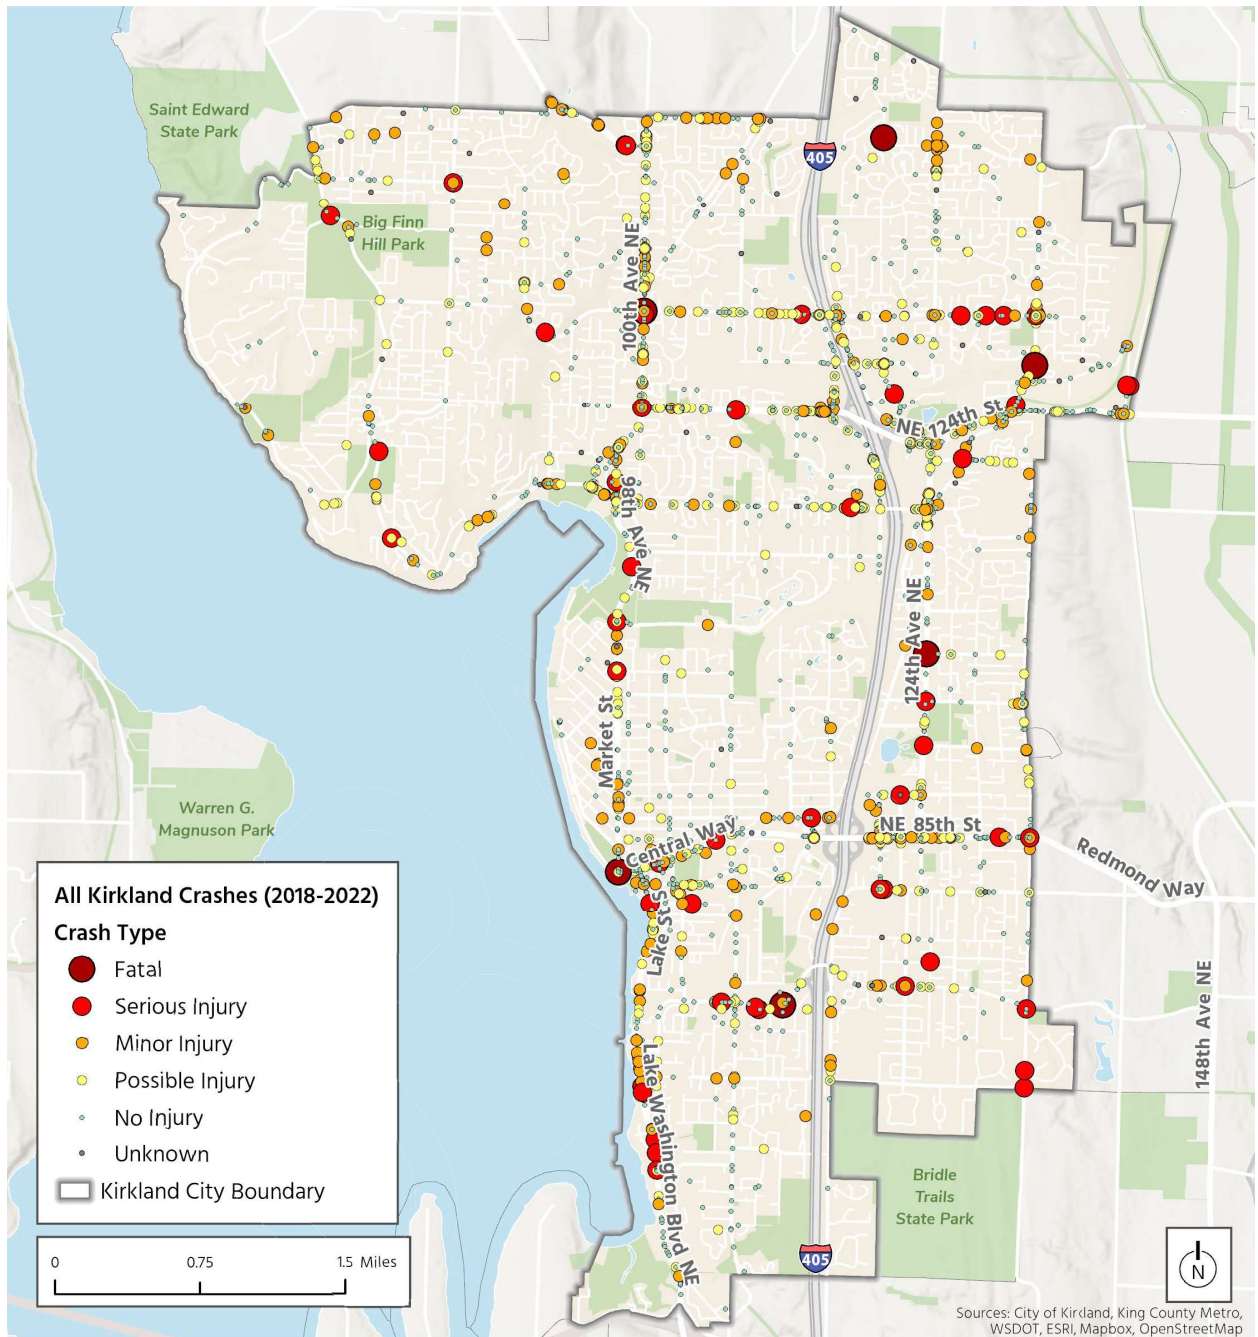 Saint Edward
State Park
405
Big Finn
Hill Park
100th Ave NE
NE 124th St
98th Ave NE
124th Ave NE
Market St
Warren G.
Magnuson Park
NE 85th St
Central Way
Redmond Way
All Kirkland Crashes (2018-2022)
Crash Type
Fatal
Serious Injury
Minor Injury
Possible Injury
No Injury
Unknown
Kirkland City Boundary
Lake St S
148th Ave NE
Lake Washington Blvd NE
Bridle
Trails
State Park
405
0 0.75 1.5 Miles
N
Sources: City of Kirkland, King County Metro,
WSDOT, ESRI, Mapbox, OpenStreetMap